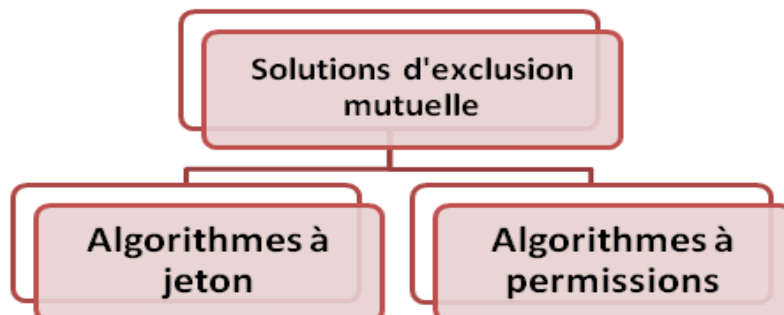 Solutions d'exclusion
mutuelle
Algorithmes à
jeton
Algorithmes à
permissions